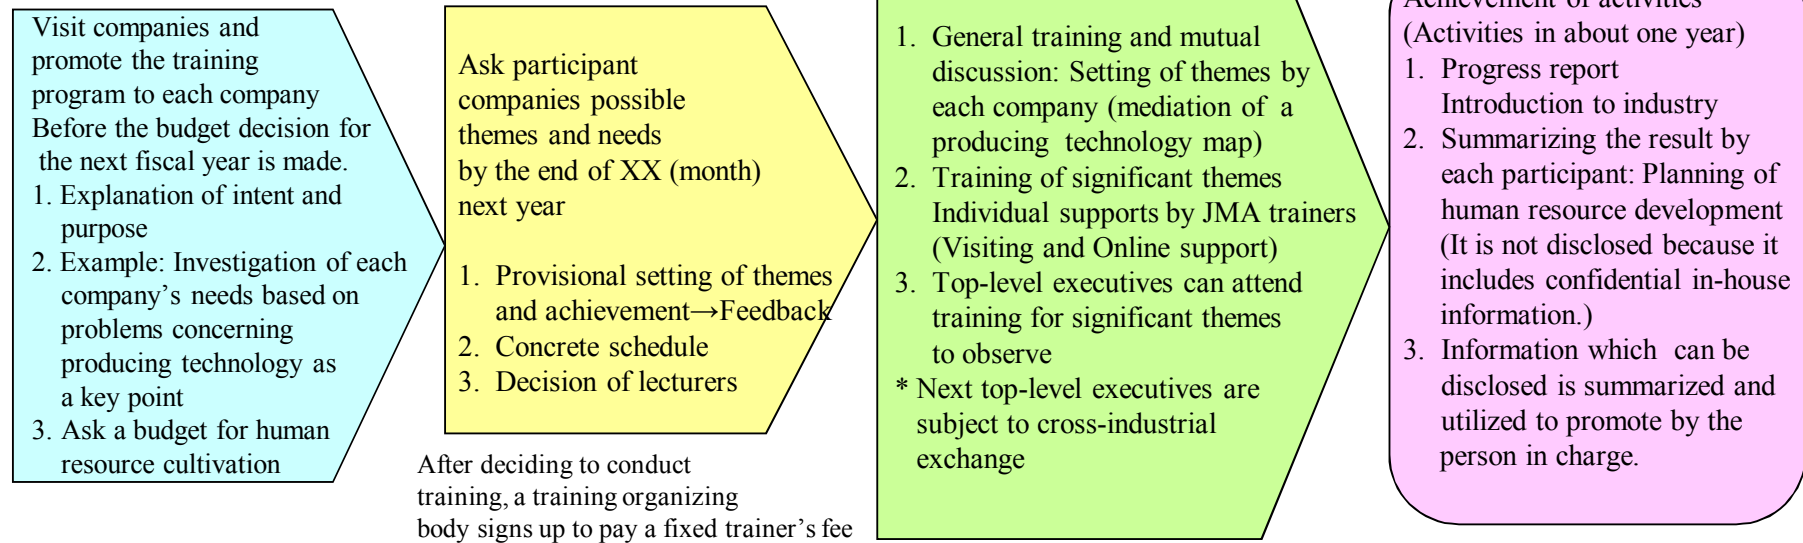 Visit companies and
promote the training
program to each company
Before the budget decision for
the next fiscal year is made.
1. Explanation of intent and
purpose
2. Example: Investigation of each
company’s needs based on
problems concerning
producing technology as
a key point
3. Ask a budget for human
resource cultivation
Ask participant
companies possible
themes and needs
by the end of XX (month)
next year
1. Provisional setting of themes
and achievement→Feedback
2. Concrete schedule
3. Decision of lecturers
After deciding to conduct
training, a training organizing
body signs up to pay a fixed trainer’s fee
1. General training and mutual
discussion: Setting of themes by
each company (mediation of a
producing technology map)
2. Training of significant themes
Individual supports by JMA trainers
(Visiting and Online support)
3. Top-level executives can attend
training for significant themes
to observe
* Next top-level executives are
subject to cross-industrial
exchange
Achievement of activities
(Activities in about one year)
1. Progress report
Introduction to industry
2. Summarizing the result by
each participant: Planning of
human resource development
(It is not disclosed because it
includes confidential in-house
information.)
3. Information which can be
disclosed is summarized and
utilized to promote by the
person in charge.